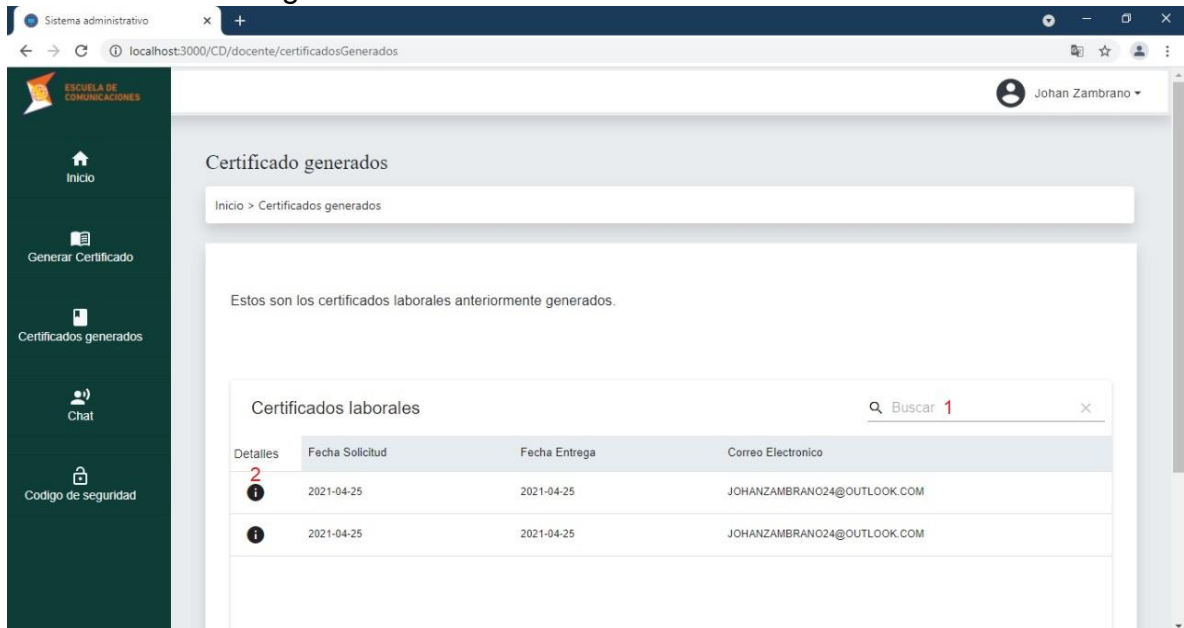 Sistema administrativo
localhost:3000/CD/docente/certificadosGenerados
ESCUELA DE
COMUNICACIONES
Johan Zambrano
Inicio
Generar Certificado
Certificados generados
Chat
Codigo de seguridad
Certificado generados
Inicio > Certificados generados
Estos son los certificados laborales anteriormente generados.
Certificados laborales
Buscar 1
Detalles Fecha Solicitud Fecha Entrega Correo Electronico
2
2021-04-25 2021-04-25 JOHANZAMBRANO24@OUTLOOK.COM
2021-04-25 2021-04-25 JOHANZAMBRANO24@OUTLOOK.COM